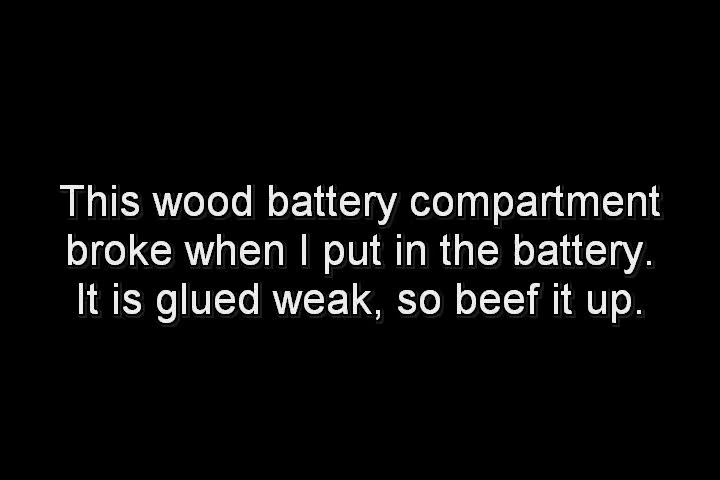 This wood battery compartment
broke when I put in the battery.
It is glued weak, so beef it up.